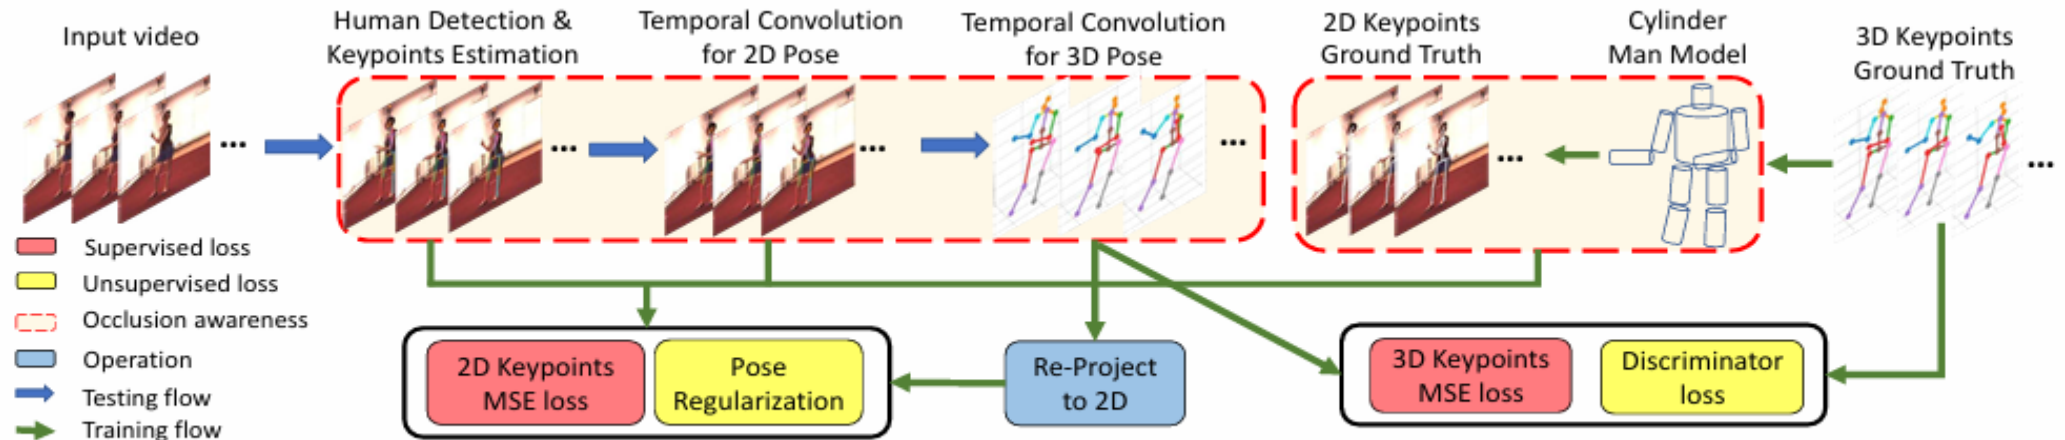 Input video
Human Detection &
Keypoints Estimation
Temporal Convolution
for 2D Pose
Temporal Convolution
for 3D Pose
2D Keypoints
Ground Truth
Cylinder
Man Model
3D Keypoints
Ground Truth
...
...
...
...
...
...
Supervised loss
Unsupervised loss
Occlusion awareness
Operation
Testing flow
Training flow
2D Keypoints
MSE loss
Pose
Regularization
Re-Project
to 2D
3D Keypoints
MSE loss
Discriminator
loss